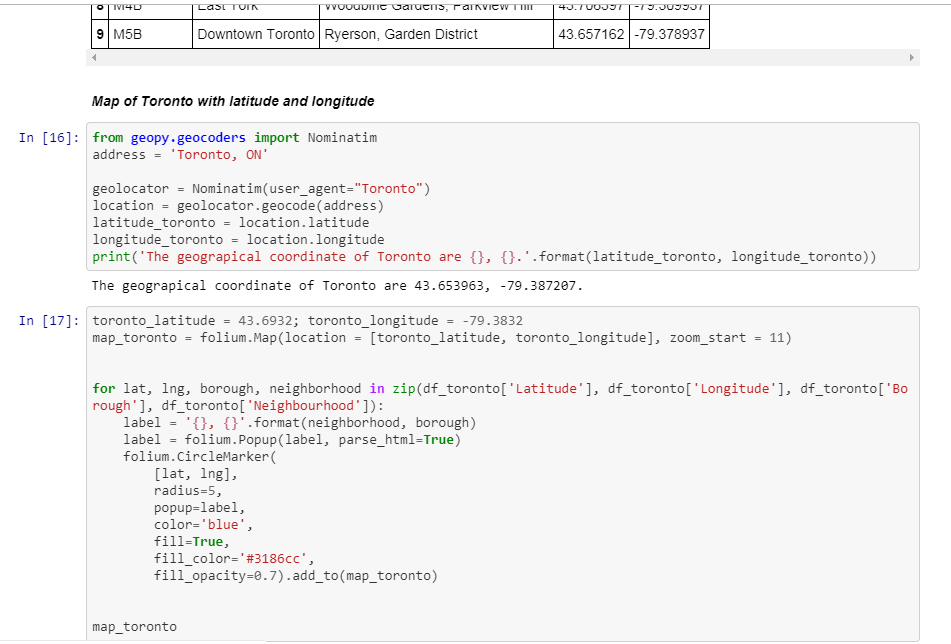 8 M4B East York Woodbine Gardens, Parkview Hill 43.706397 -79.309937
9 M5B Downtown Toronto Ryerson, Garden District 43.657162 -79.378937
Map of Toronto with latitude and longitude
In [16]: from geopy.geocoders import Nominatim
address = 'Toronto, ON'
geolocator = Nominatim(user_agent="Toronto")
location = geolocator.geocode(address)
latitude_toronto = location.latitude
longitude_toronto = location.longitude
print('The geograpical coordinate of Toronto are {}, {}.'.format(latitude_toronto, longitude_toronto))
The geograpical coordinate of Toronto are 43.653963, -79.387207.
In [17]: toronto_latitude = 43.6932; toronto_longitude = -79.3832
map_toronto = folium.Map(location = [toronto_latitude, toronto_longitude], zoom_start = 11)
for lat, lng, borough, neighborhood in zip(df_toronto['Latitude'], df_toronto['Longitude'], df_toronto['Bo
rough'], df_toronto['Neighbourhood']):
label = '{}, {}'.format(neighborhood, borough)
label = folium.Popup(label, parse_html=True)
folium.CircleMarker(
[lat, lng],
radius=5,
popup=label,
color='blue',
fill=True,
fill_color='#3186cc',
fill_opacity=0.7).add_to(map_toronto)
map_toronto